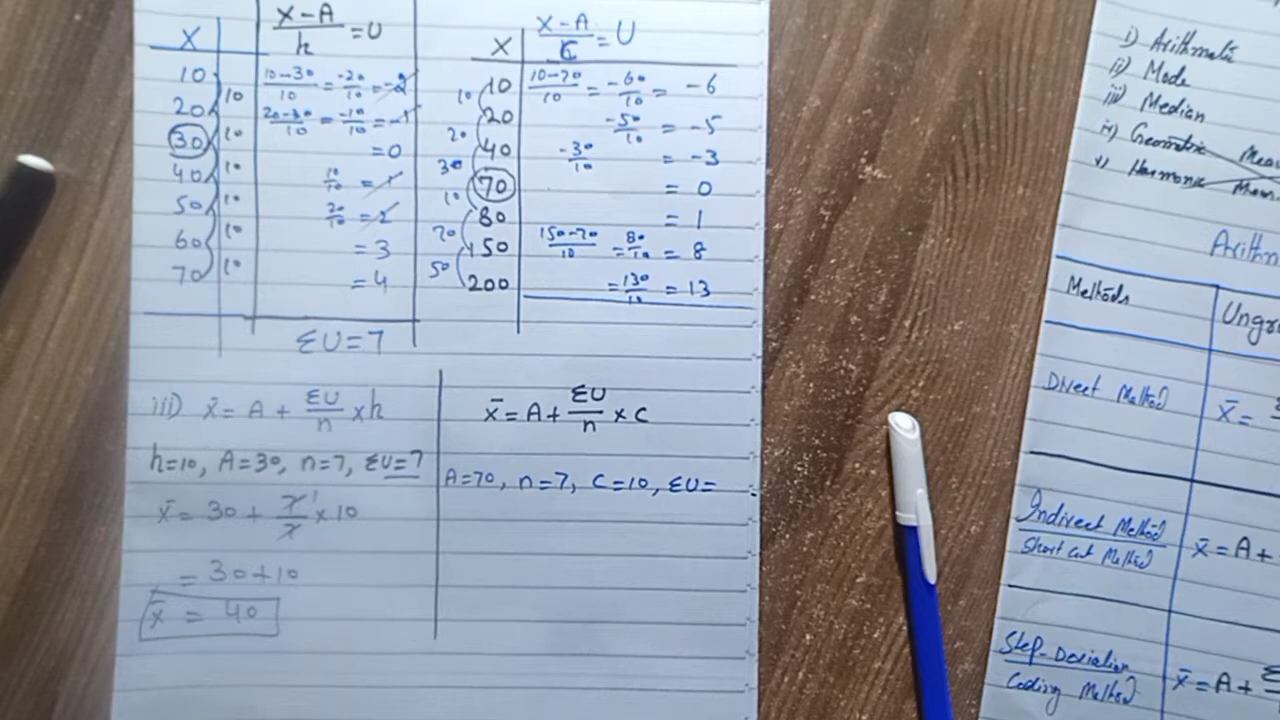 X | X-A/h = U
10 | 10-30/10 = -20/10 = -2
10
20 | 20-30/10 = -10/10 = -1
10
30 | = 0
10
40 | 10/10 = 1
10
50 | 20/10 = 2
10
60 | = 3
10
70 | = 4
ΣU = 7
X | X-A/C = U
10 | 10-70/10 = -60/10 = -6
10
20 | -50/10 = -5
20
40 | -30/10 = -3
30
70 | = 0
10
80 | = 1
70
150 | 150-70/10 = 80/10 = 8
50
200 | = 130/10 = 13
iii) x̄ = A + ΣU/n × h
h=10, A=30, n=7, ΣU=7
x̄ = 30 + 7/7 × 10
1
= 30+10
x̄ = 40
x̄ = A + ΣU/n × C
A=70, n=7, C=10, ΣU=
i) Arithmatic
ii) Mode
iii) Median
iv) Geometric Mean
v) Harmonic Mean
Arithm
Methods | Ungro
Direct Method | x̄ = Σ
Indirect Method | x̄ = A +
Short cut Method
Step-Deviation | x̄ = A + Σ
Coding Method